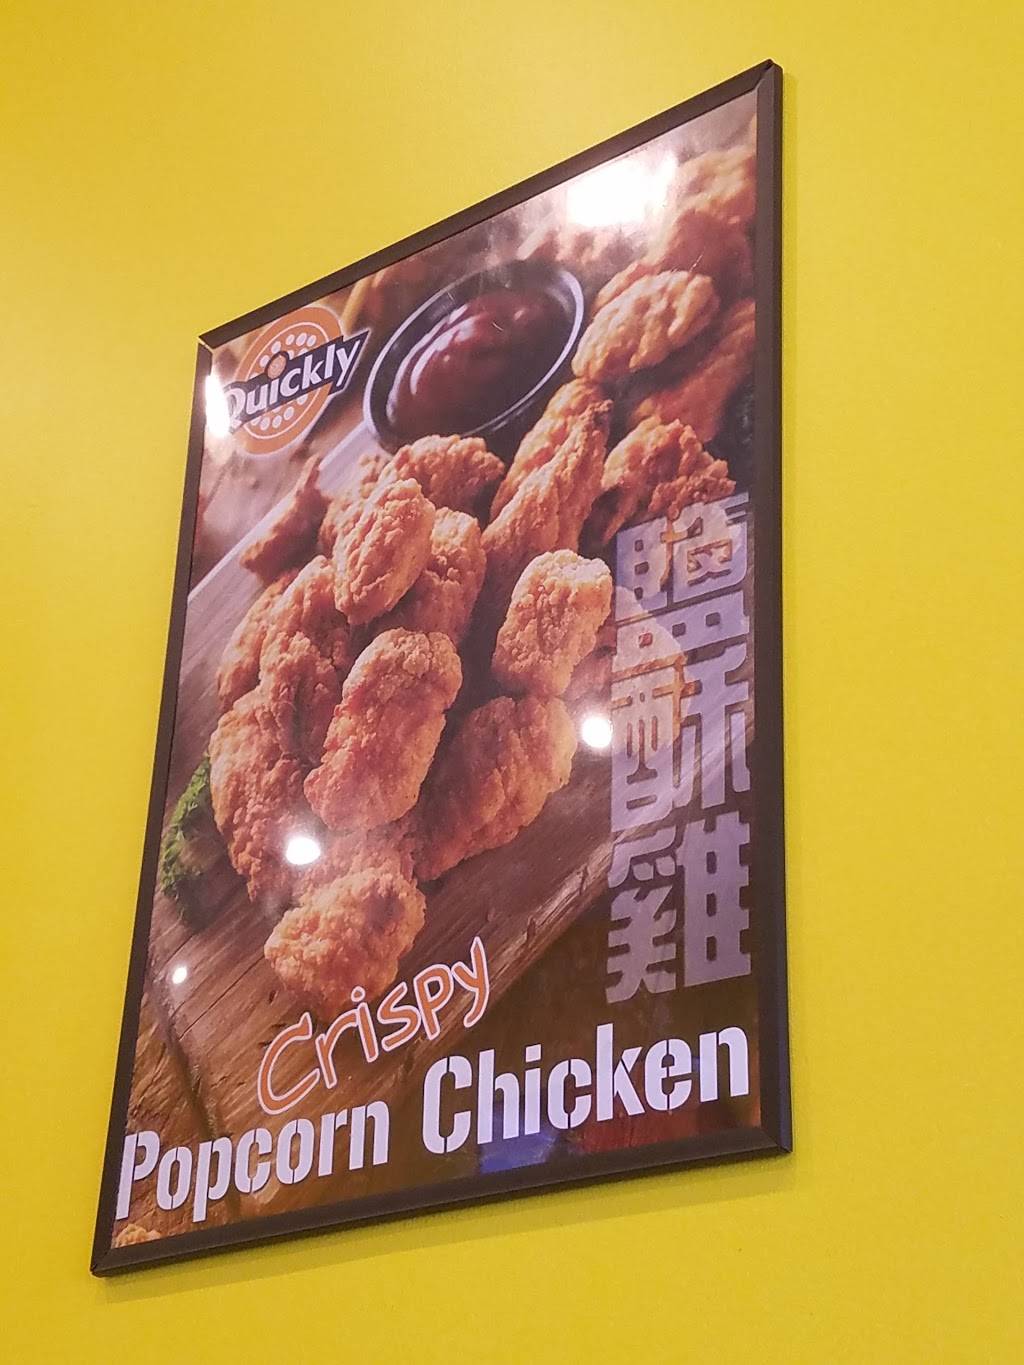 Quickly
鹽酥雞
Crispy
Popcorn Chicken